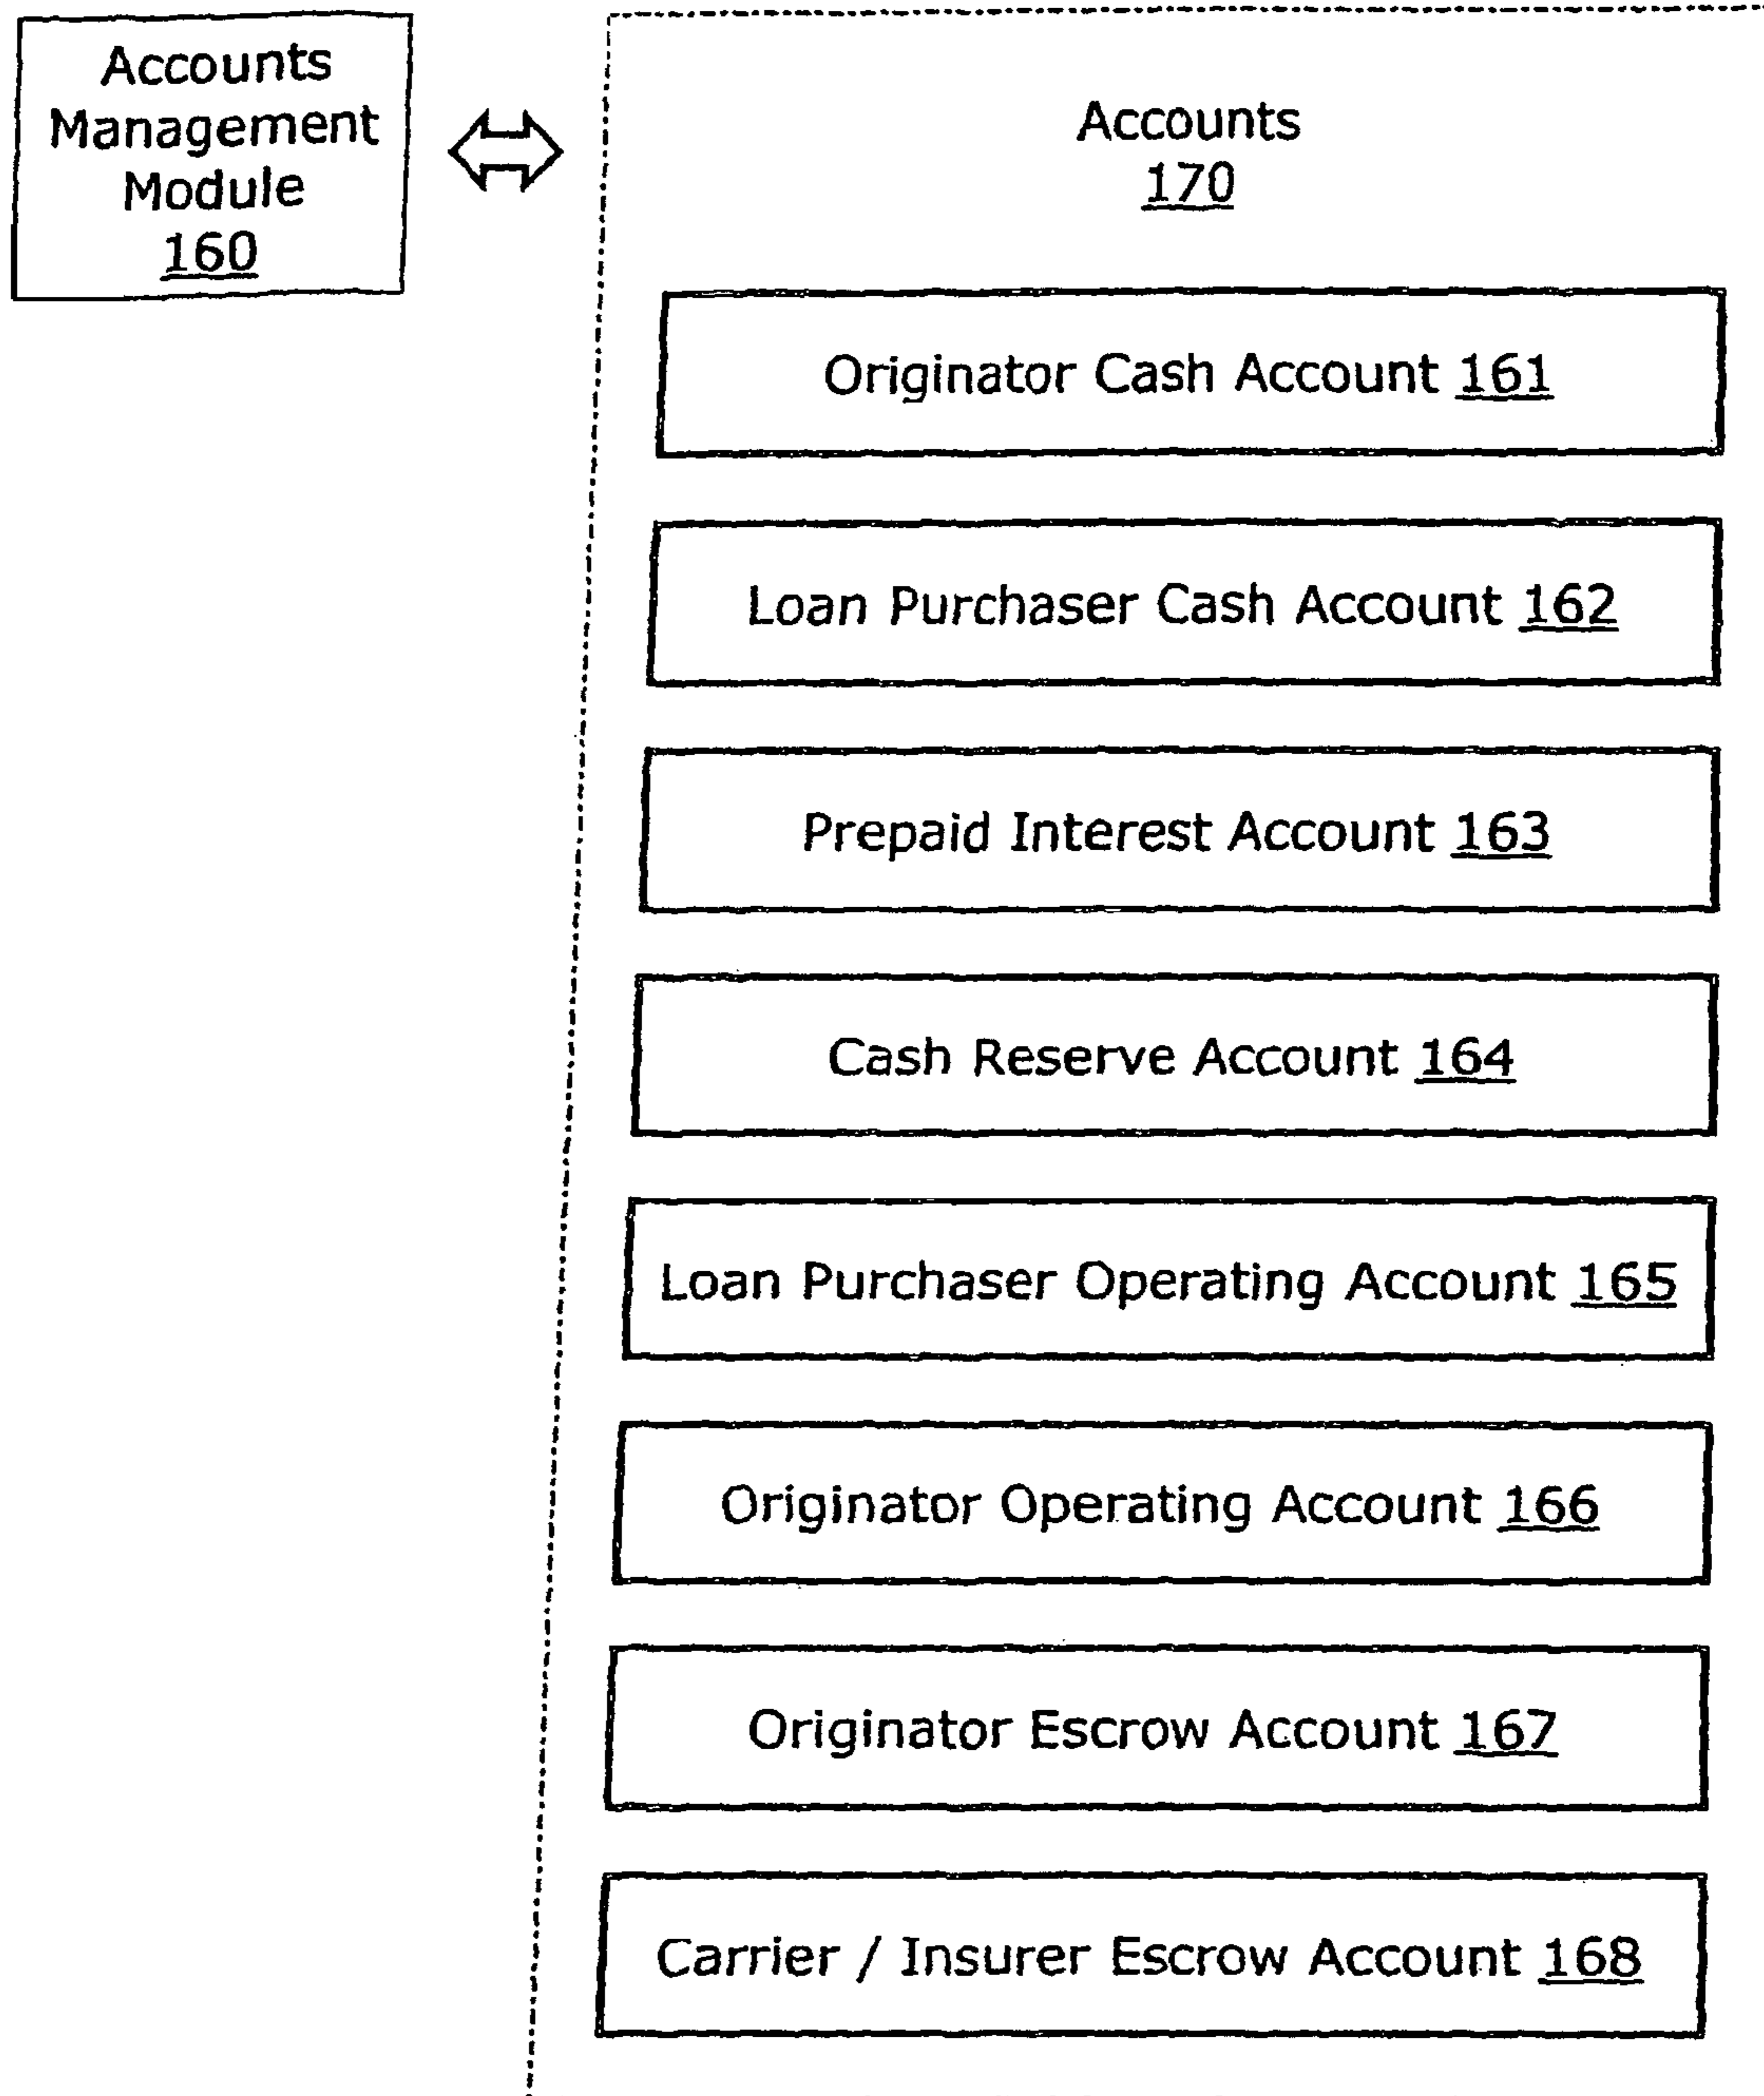 Accounts
Management
Module
160
Accounts
170
Originator Cash Account 161
Loan Purchaser Cash Account 162
Prepaid Interest Account 163
Cash Reserve Account 164
Loan Purchaser Operating Account 165
Originator Operating Account 166
Originator Escrow Account 167
Carrier / Insurer Escrow Account 168